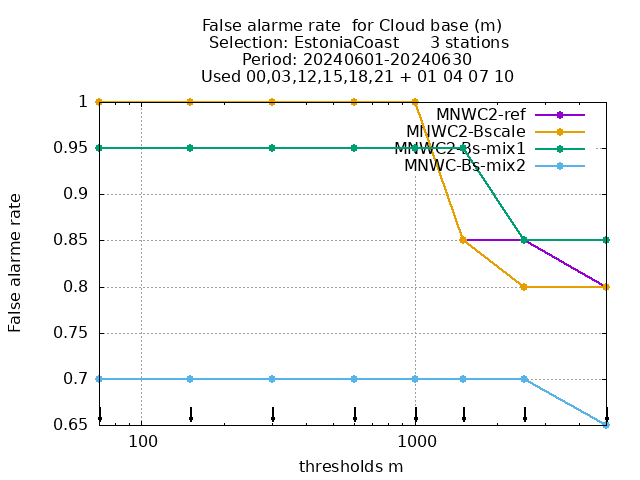 False alarme rate  for Cloud base (m)
Selection: EstoniaCoast      3 stations
Period: 20240601-20240630
Used 00,03,12,15,18,21 + 01 04 07 10
MNWC2-ref
MNWC2-Bscale
MNWC2-Bs-mix1
MNWC-Bs-mix2
1
0.95
0.9
0.85
0.8
0.75
0.7
0.65
False alarme rate
100
1000
thresholds m